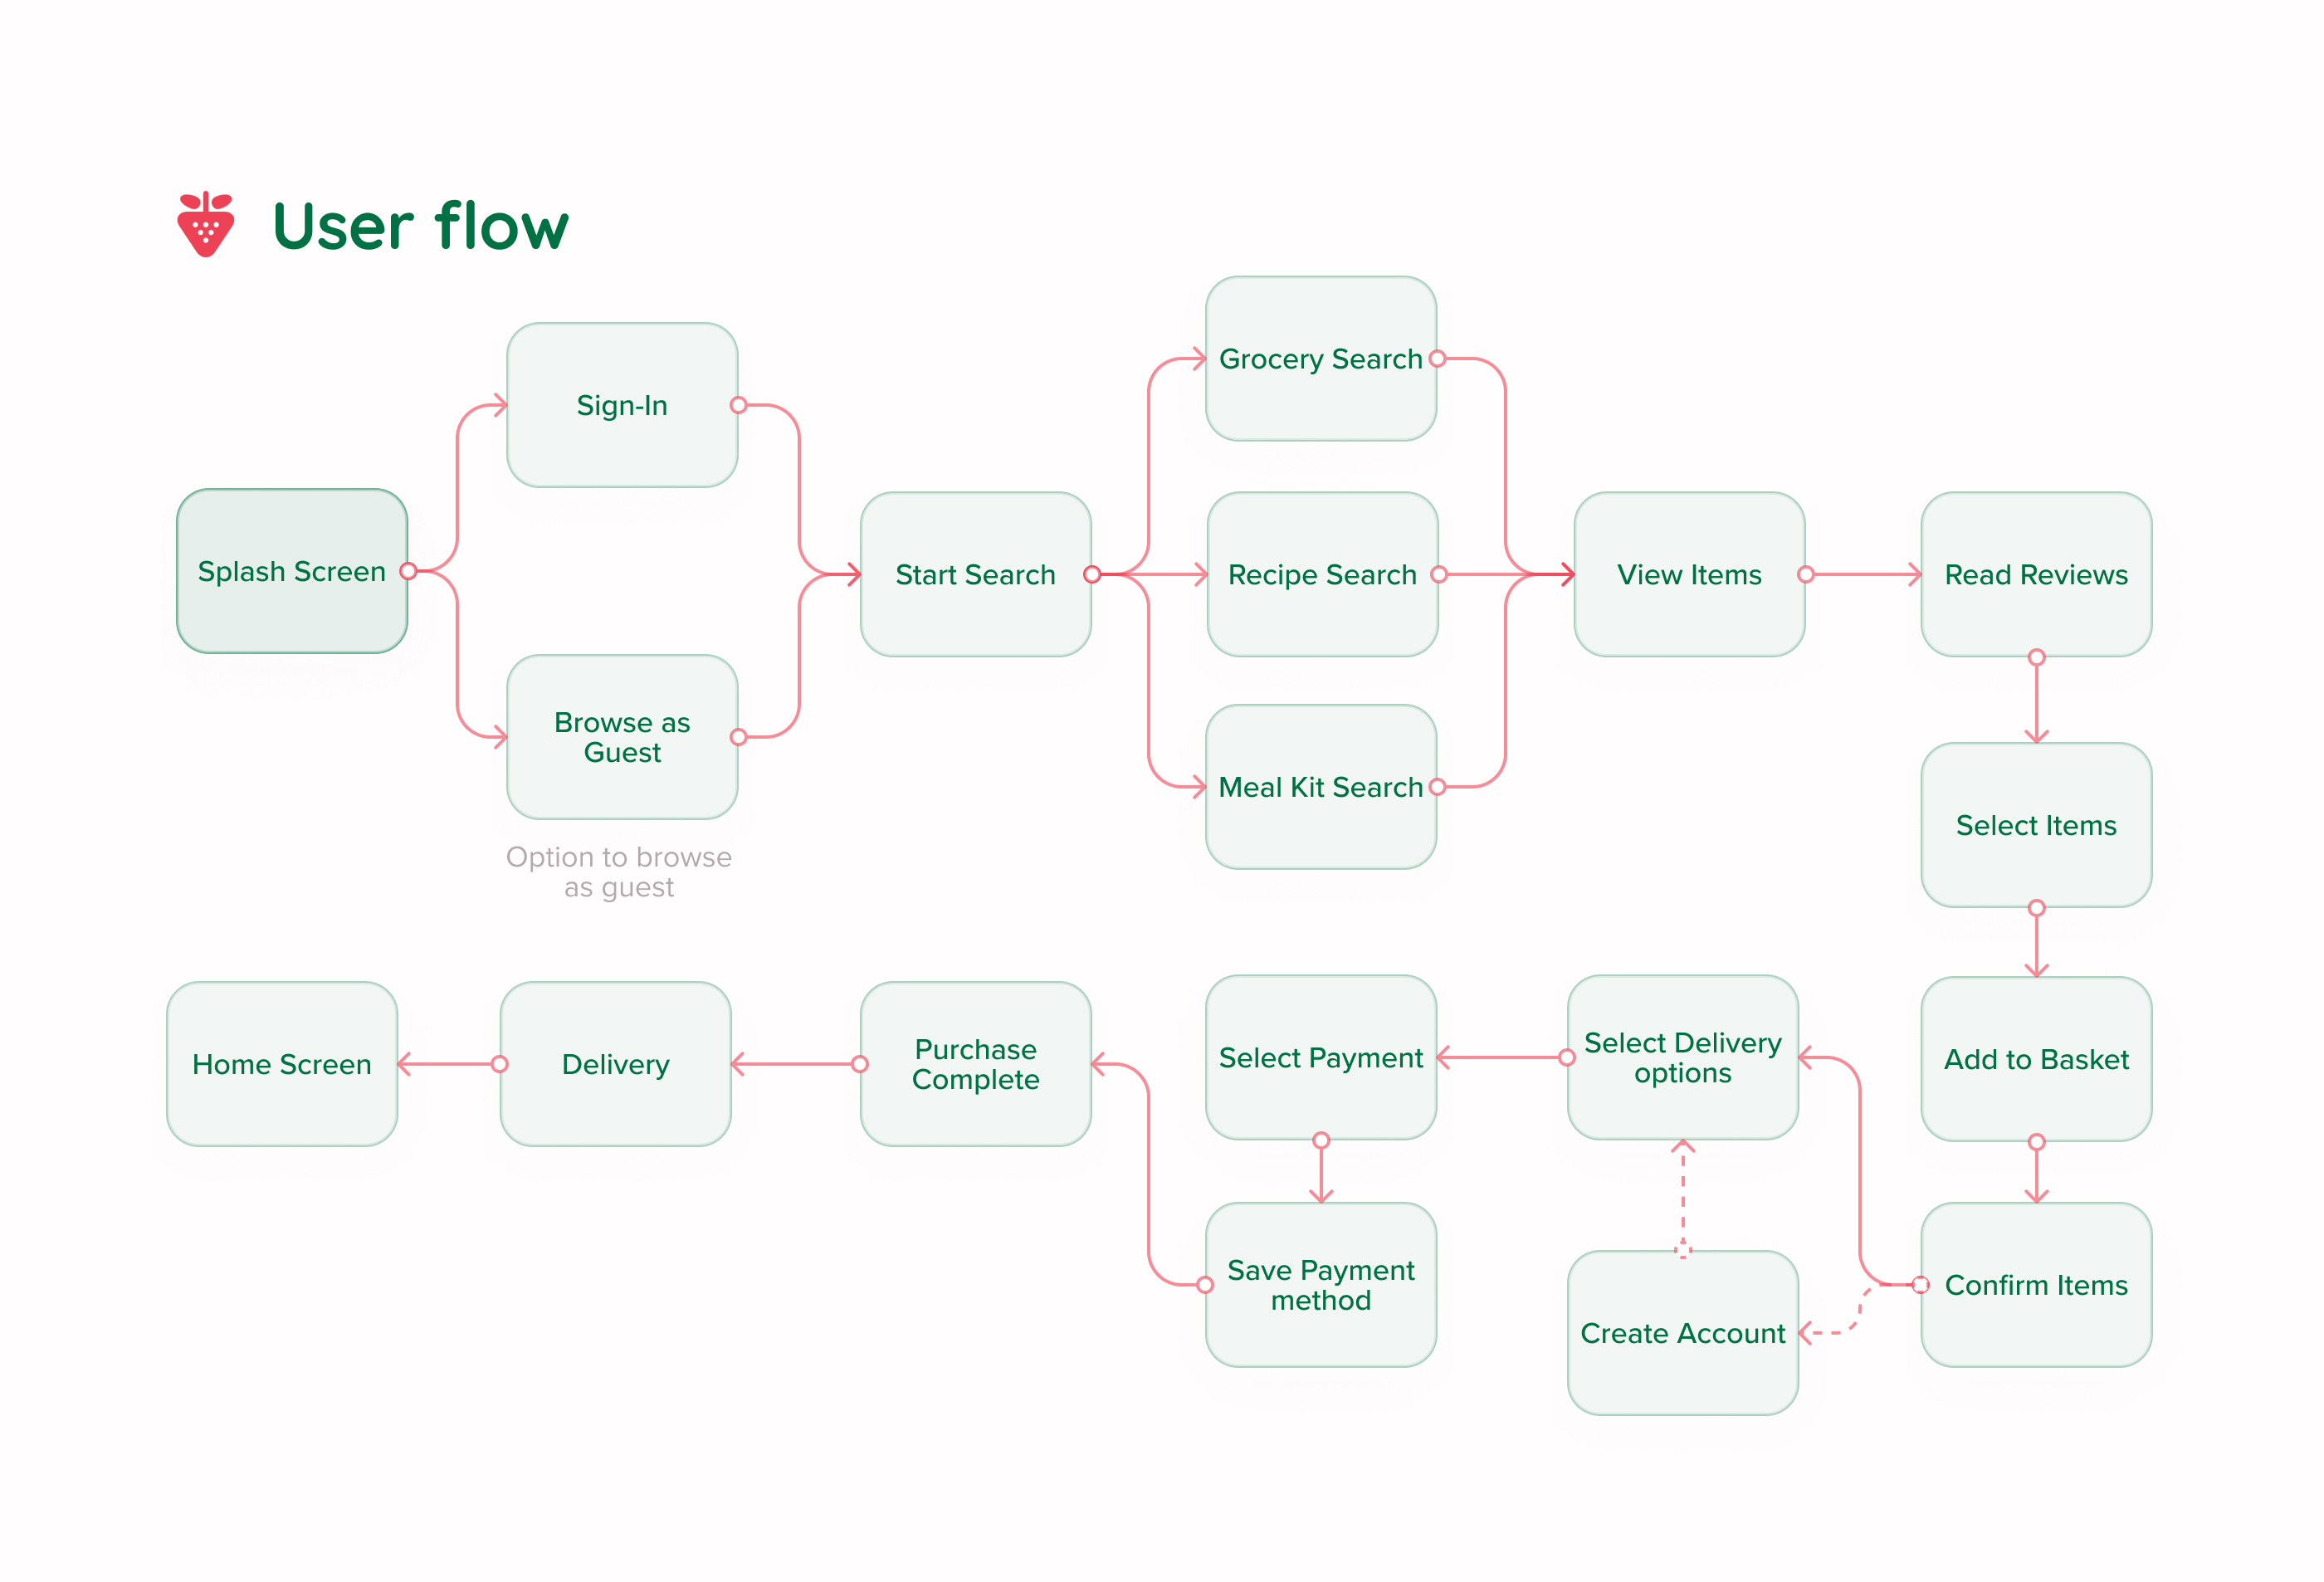 User flow
Sign-In
Splash Screen
Browse as
Guest
Option to browse
as guest
Start Search
Grocery Search
Recipe Search
Meal Kit Search
View Items
Read Reviews
Select Items
Add to Basket
Confirm Items
Create Account
Select Delivery
options
Select Payment
Save Payment
method
Purchase
Complete
Delivery
Home Screen